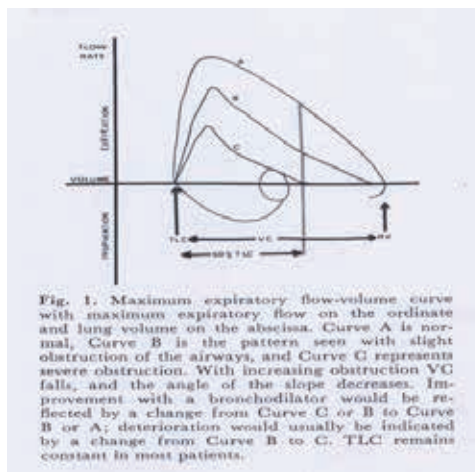 FLOW-
RATE
A
B
C
EXPIRATION
VOLUME
INSPIRATION
TLC
VC
RV
50% TLC
Fig. 1. Maximum expiratory flow-volume curve
with maximum expiratory flow on the ordinate
and lung volume on the abscissa. Curve A is nor-
mal, Curve B is the pattern seen with slight
obstruction of the airways, and Curve C represents
severe obstruction. With increasing obstruction VC
falls, and the angle of the slope decreases. Im-
provement with a bronchodilator would be re-
flected by a change from Curve C or B to Curve
B or A; deterioration would usually be indicated
by a change from Curve B to C. TLC remains
constant in most patients.